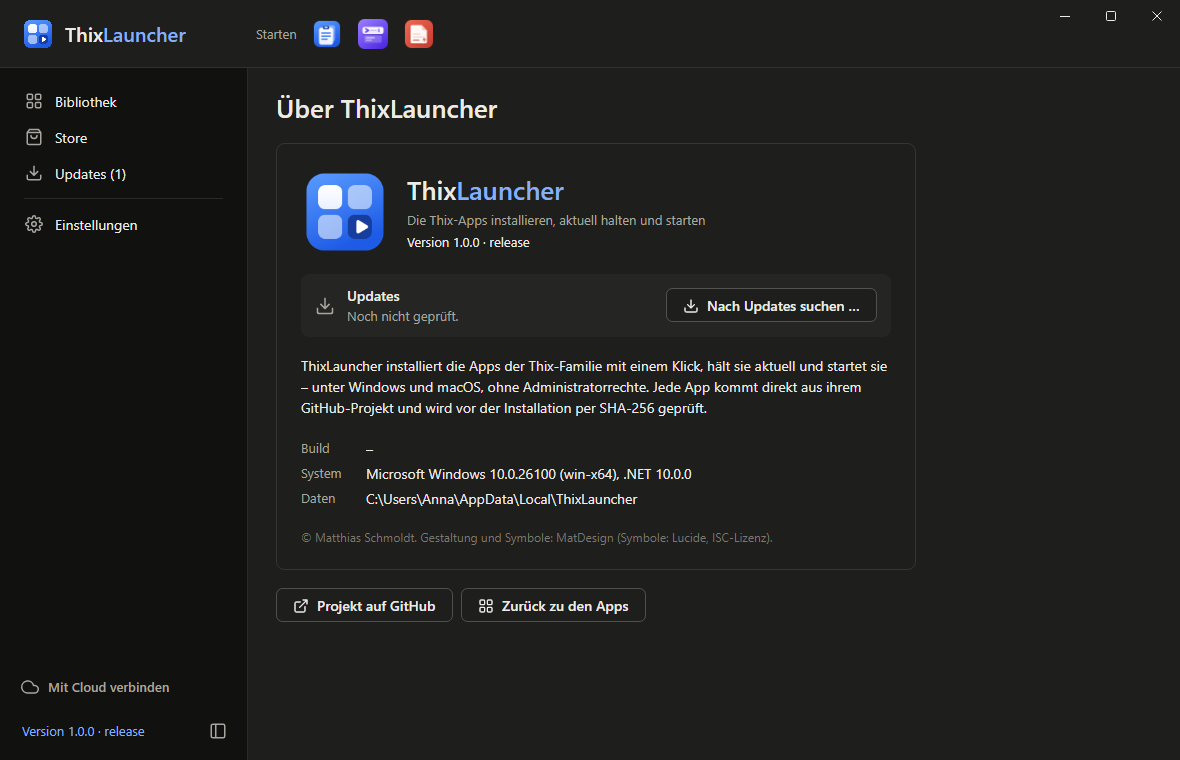 ThixLauncher
Starten
Bibliothek
Store
Updates (1)
Einstellungen
Mit Cloud verbinden
Version 1.0.0 · release
Über ThixLauncher
ThixLauncher
Die Thix-Apps installieren, aktuell halten und starten
Version 1.0.0 · release
Updates
Noch nicht geprüft.
Nach Updates suchen ...
ThixLauncher installiert die Apps der Thix-Familie mit einem Klick, hält sie aktuell und startet sie
– unter Windows und macOS, ohne Administratorrechte. Jede App kommt direkt aus ihrem
GitHub-Projekt und wird vor der Installation per SHA-256 geprüft.
Build –
System Microsoft Windows 10.0.26100 (win-x64), .NET 10.0.0
Daten C:\Users\Anna\AppData\Local\ThixLauncher
© Matthias Schmoldt. Gestaltung und Symbole: MatDesign (Symbole: Lucide, ISC-Lizenz).
Projekt auf GitHub
Zurück zu den Apps